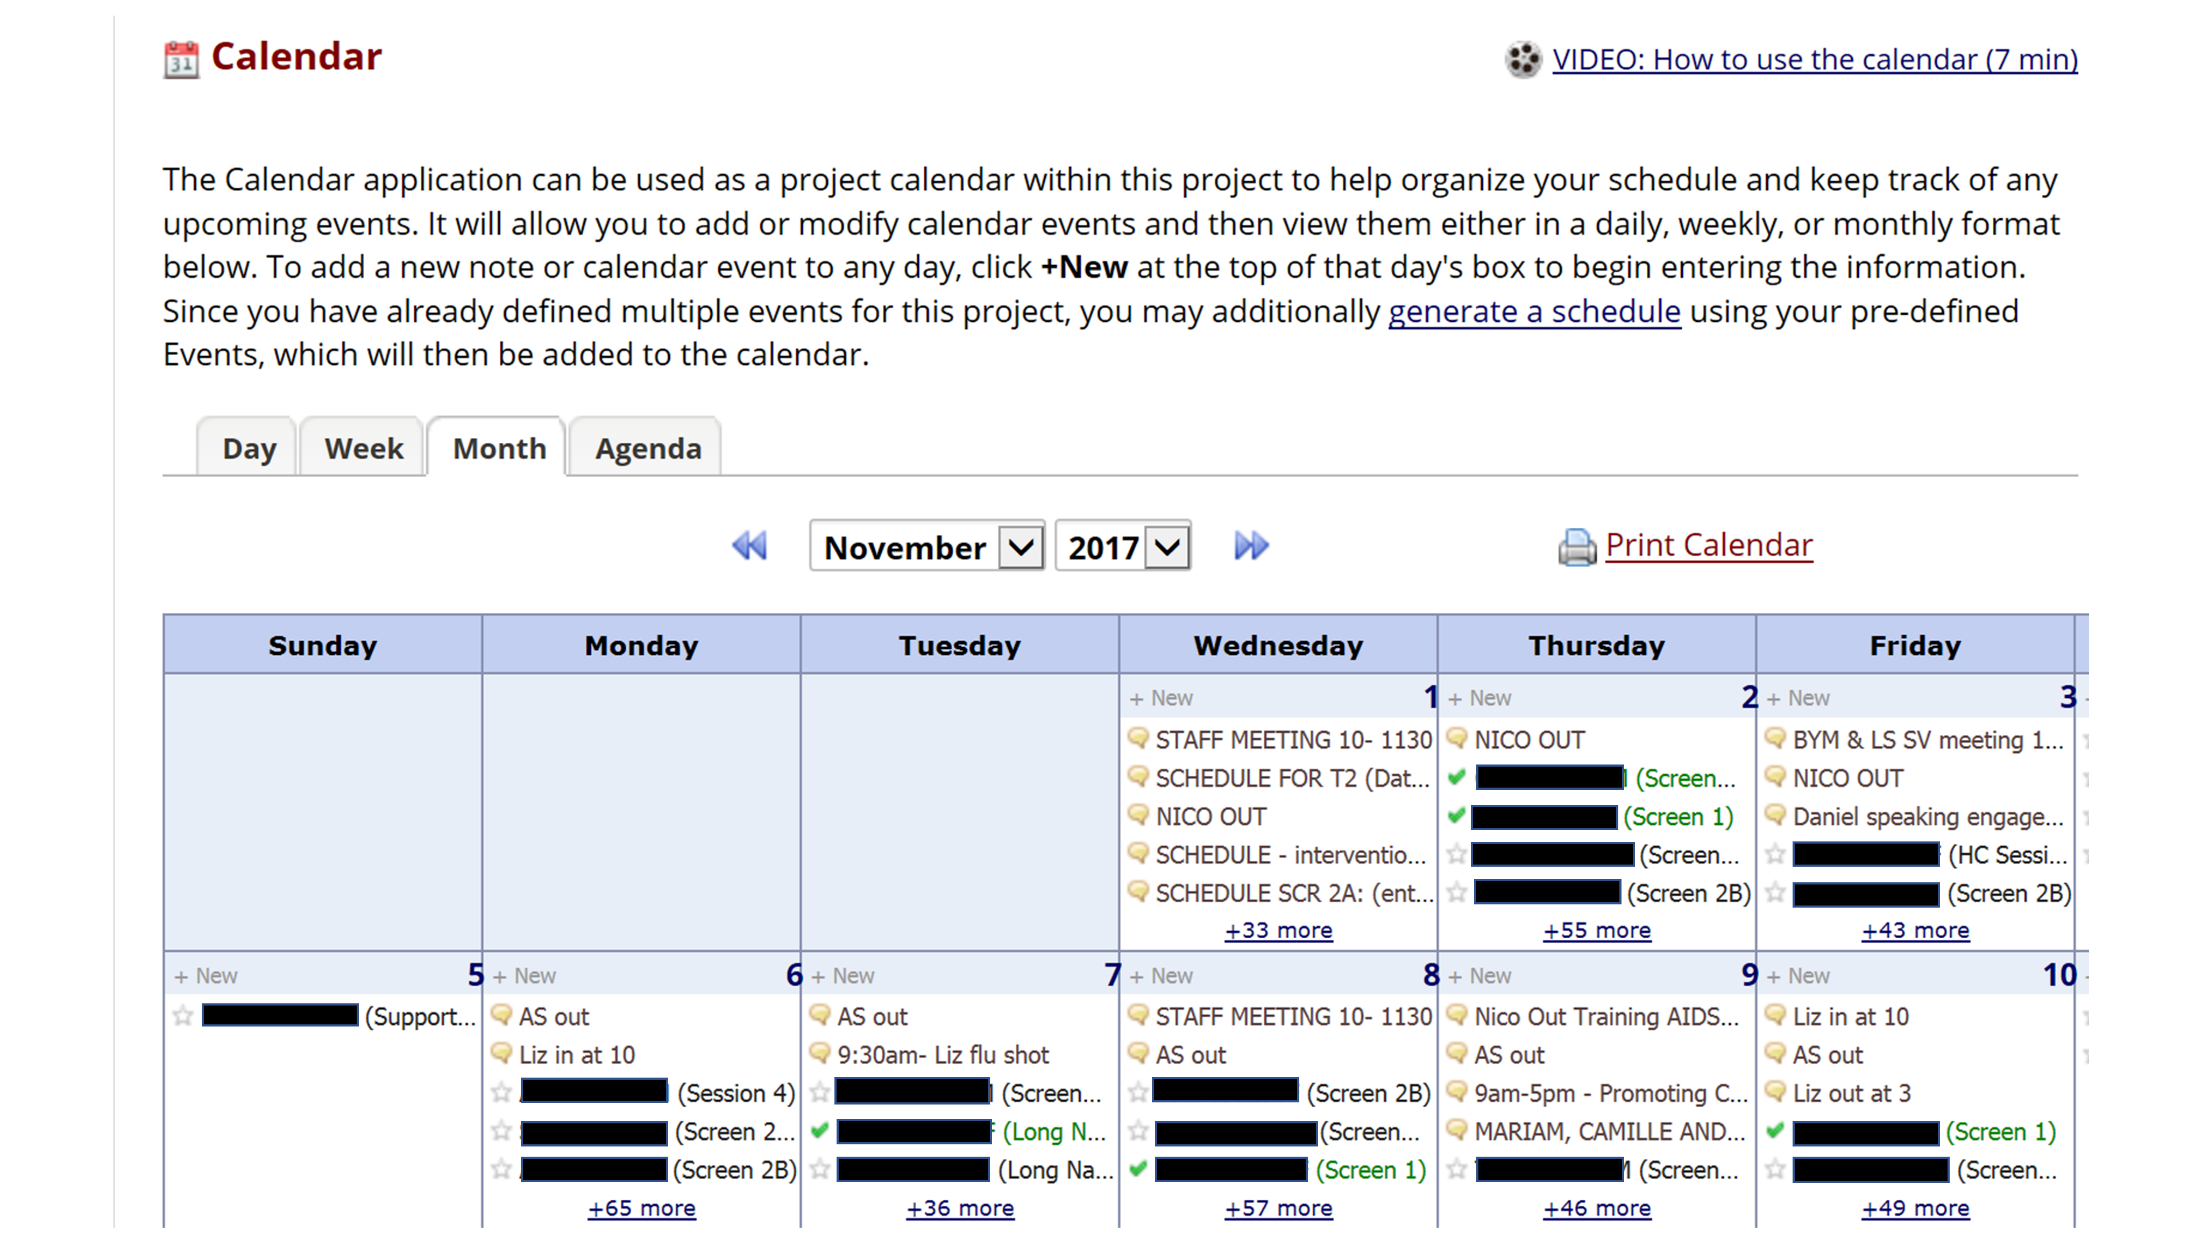 Calendar
VIDEO: How to use the calendar (7 min)
The Calendar application can be used as a project calendar within this project to help organize your schedule and keep track of any
upcoming events. It will allow you to add or modify calendar events and then view them either in a daily, weekly, or monthly format
below. To add a new note or calendar event to any day, click +New at the top of that day's box to begin entering the information.
Since you have already defined multiple events for this project, you may additionally generate a schedule using your pre-defined
Events, which will then be added to the calendar.
Day Week Month Agenda
November 2017
Print Calendar
Sunday Monday Tuesday Wednesday Thursday Friday
+ New 1
STAFF MEETING 10- 1130
SCHEDULE FOR T2 (Dat...
NICO OUT
SCHEDULE - interventio...
SCHEDULE SCR 2A: (ent...
+33 more
+ New 2
NICO OUT
(Screen...
(Screen 1)
(Screen...
(Screen 2B)
+55 more
+ New 3
BYM & LS SV meeting 1...
NICO OUT
Daniel speaking engage...
(HC Sessi...
(Screen 2B)
+43 more
+ New 5
(Support...
+ New 6
AS out
Liz in at 10
(Session 4)
(Screen 2...
(Screen 2B)
+65 more
+ New 7
AS out
9:30am- Liz flu shot
(Screen...
(Long N...
(Long Na...
+36 more
+ New 8
STAFF MEETING 10- 1130
AS out
(Screen 2B)
(Screen...
(Screen 1)
+57 more
+ New 9
Nico Out Training AIDS...
AS out
9am-5pm - Promoting C...
MARIAM, CAMILLE AND...
(Screen...
+46 more
+ New 10
Liz in at 10
AS out
Liz out at 3
(Screen 1)
(Screen...
+49 more